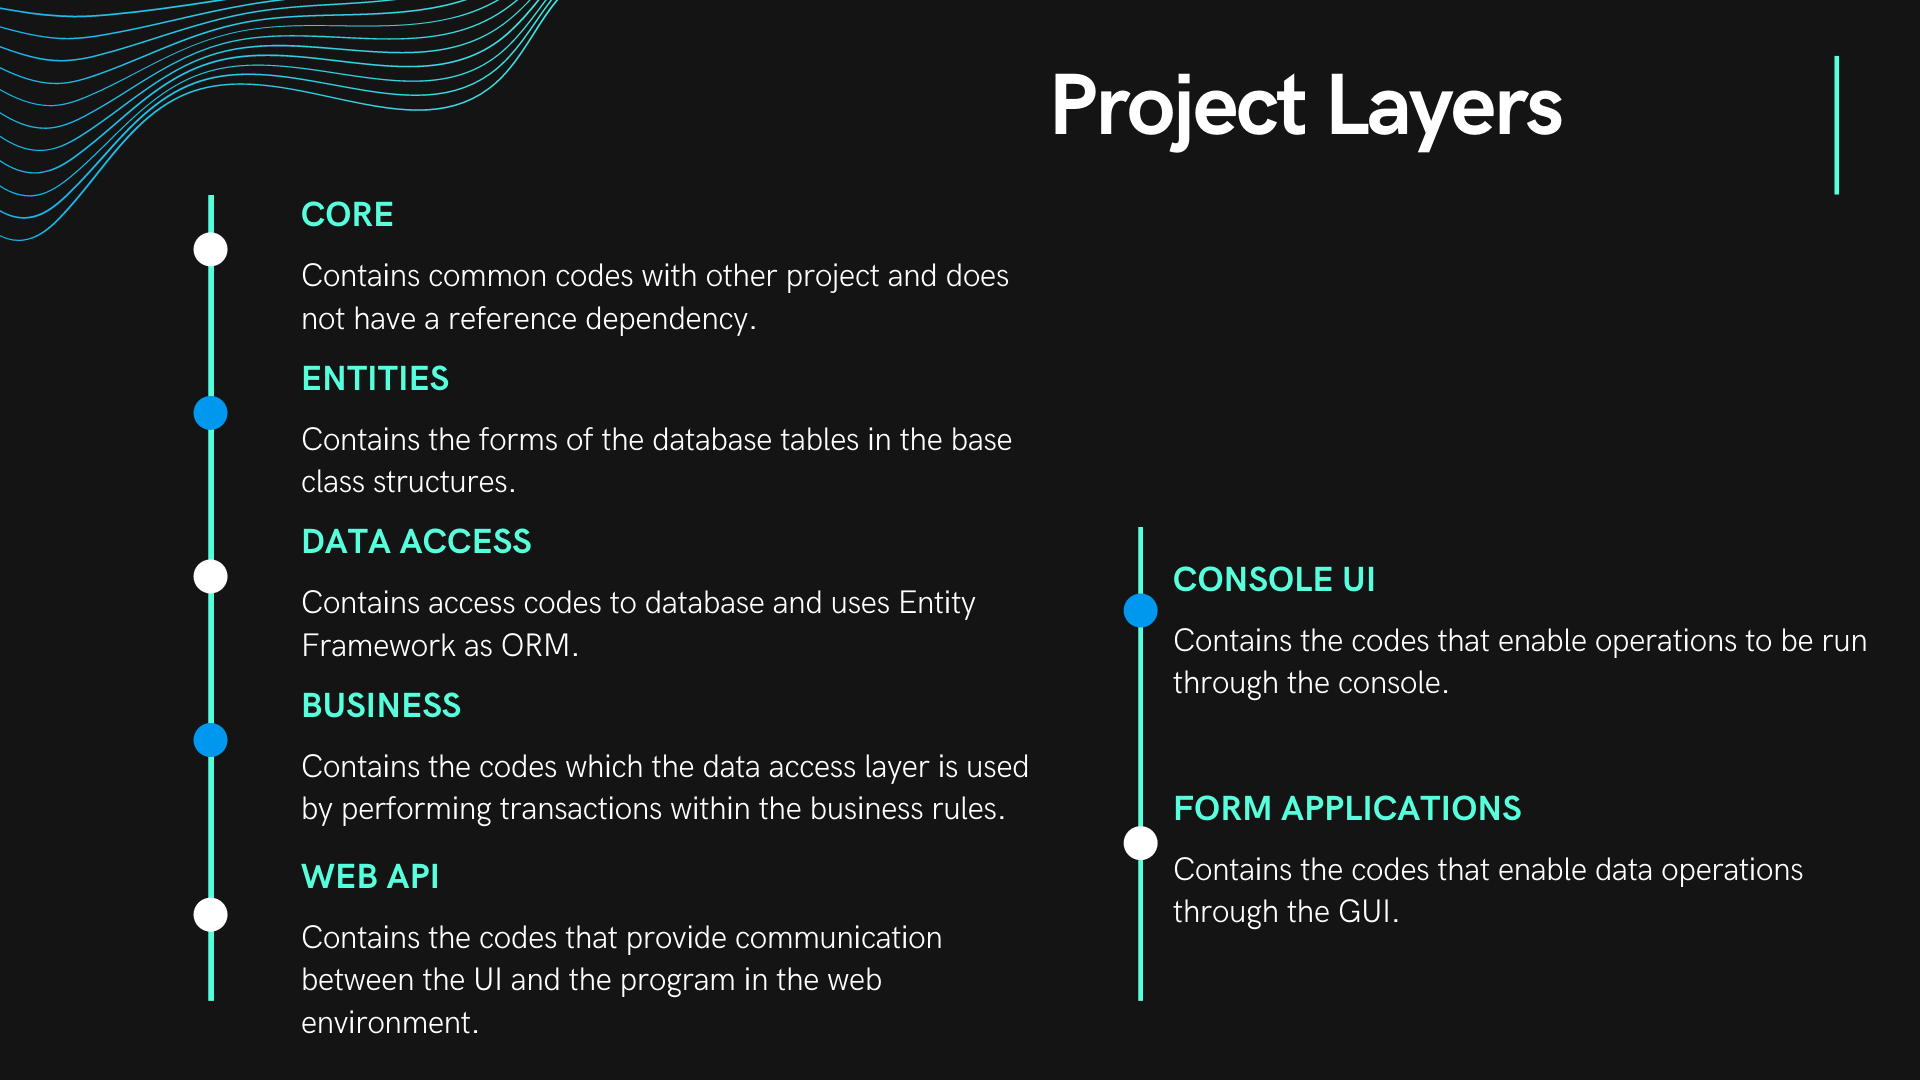 Project Layers
CORE
Contains common codes with other project and does
not have a reference dependency.
ENTITIES
Contains the forms of the database tables in the base
class structures.
DATA ACCESS
Contains access codes to database and uses Entity
Framework as ORM.
BUSINESS
Contains the codes which the data access layer is used
by performing transactions within the business rules.
WEB API
Contains the codes that provide communication
between the UI and the program in the web
environment.
CONSOLE UI
Contains the codes that enable operations to be run
through the console.
FORM APPLICATIONS
Contains the codes that enable data operations
through the GUI.